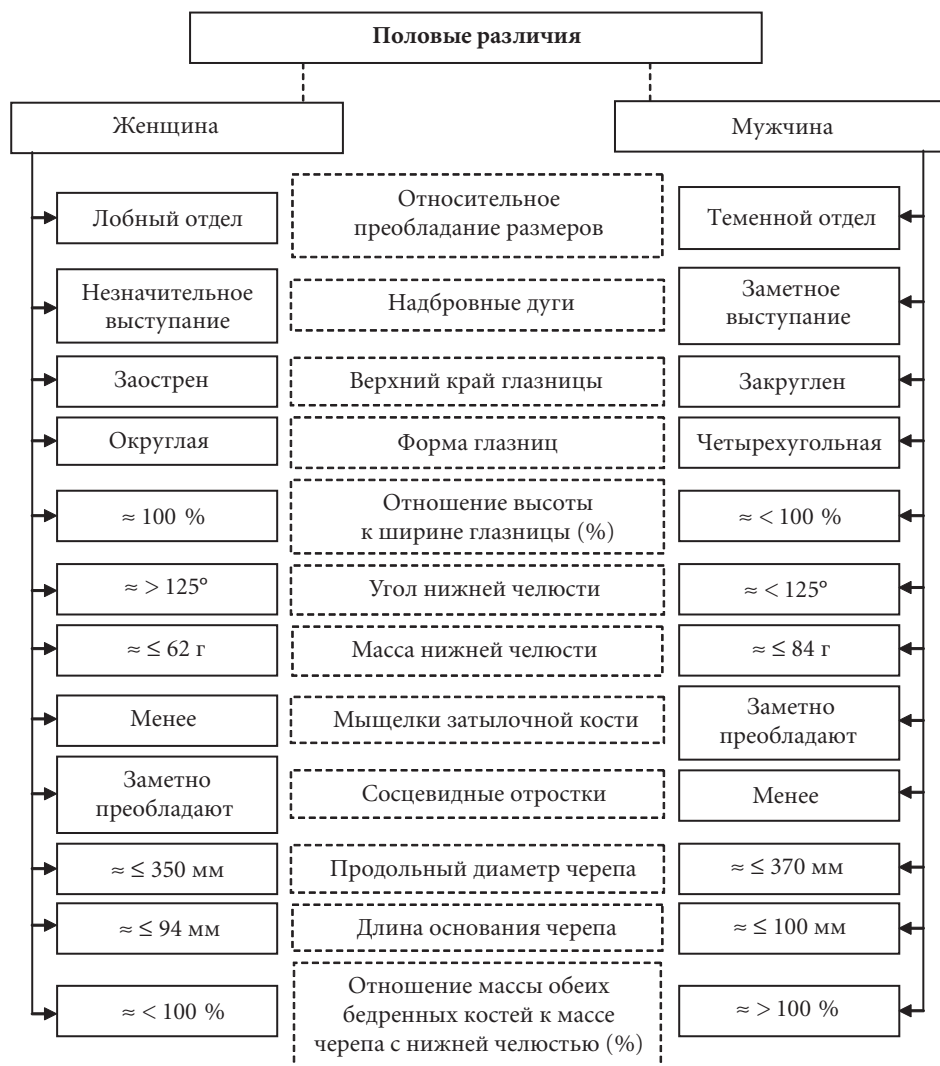 Половые различия
Женщина
Мужчина
Лобный отдел
Относительное
преобладание размеров
Теменной отдел
Незначительное
выступание
Надбровные дуги
Заметное
выступание
Заострен
Верхний край глазницы
Закруглен
Округлая
Форма глазниц
Четырехугольная
≈ 100 %
Отношение высоты
к ширине глазницы (%)
≈ < 100 %
≈ > 125°
Угол нижней челюсти
≈ < 125°
≈ ≤ 62 г
Масса нижней челюсти
≈ ≤ 84 г
Менее
Мыщелки затылочной кости
Заметно
преобладают
Заметно
преобладают
Сосцевидные отростки
Менее
≈ ≤ 350 мм
Продольный диаметр черепа
≈ ≤ 370 мм
≈ ≤ 94 мм
Длина основания черепа
≈ ≤ 100 мм
≈ < 100 %
Отношение массы обеих
бедренных костей к массе
черепа с нижней челюстью (%)
≈ > 100 %